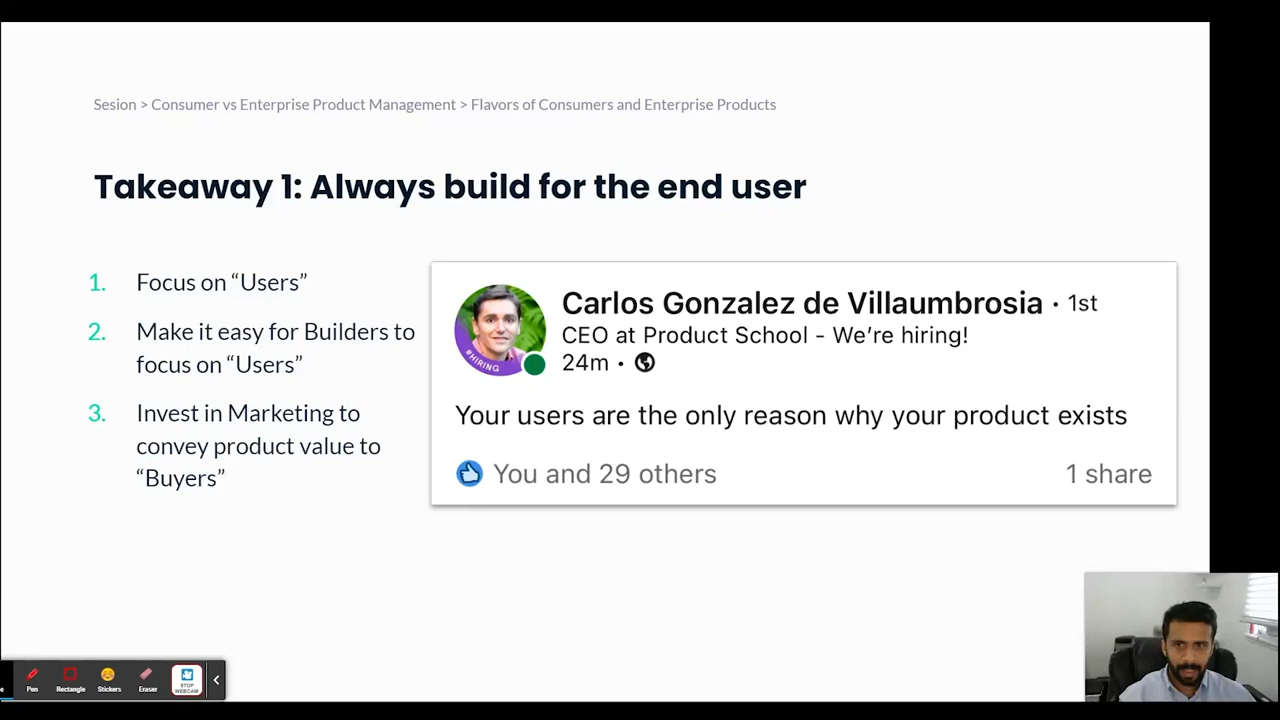 Sesion > Consumer vs Enterprise Product Management > Flavors of Consumers and Enterprise Products
Takeaway 1: Always build for the end user
1. Focus on “Users”
2. Make it easy for Builders to
focus on “Users”
3. Invest in Marketing to
convey product value to
“Buyers”
#HIRING
Carlos Gonzalez de Villaumbrosia · 1st
CEO at Product School - We’re hiring!
24m ·
Your users are the only reason why your product exists
You and 29 others
1 share
Pen
Rectangle
Stickers
Eraser
STOP
WEBCAM